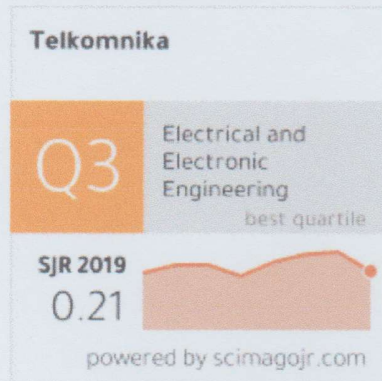 Telkomnika
Q3
Electrical and
Electronic
Engineering
best quartile
SJR 2019
0.21
powered by scimagojr.com